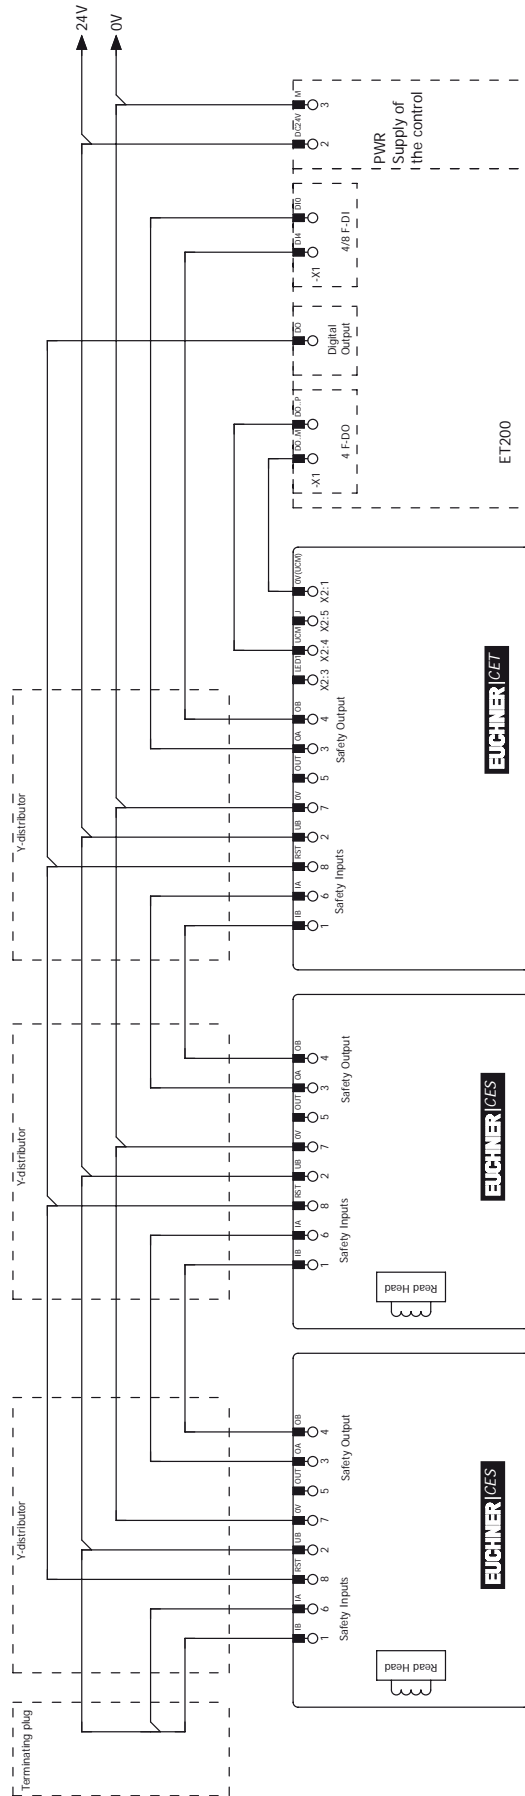 24V
0V
M
3
DC24V
2
PWR
Supply of
the control
DI0
DI4
4/8 F-DI
-X1
DO
Digital
Output
DO..P
DO..M
4 F-DO
-X1
ET200
0V(UCM)
X2:1
J
X2:5
UCM
X2:4
LED1
X2:3
OB
4
OA
3
Safety Output
OUT
5
0V
7
UB
2
RST
8
IA
6
IB
1
Safety Inputs
Y-distributor
EUCHNER|CET
OB
4
OA
3
Safety Output
OUT
5
0V
7
UB
2
RST
8
IA
6
IB
1
Safety Inputs
Y-distributor
EUCHNER|CES
Read Head
OB
4
OA
3
Safety Output
OUT
5
0V
7
UB
2
RST
8
IA
6
IB
1
Safety Inputs
Y-distributor
EUCHNER|CES
Read Head
Terminating plug